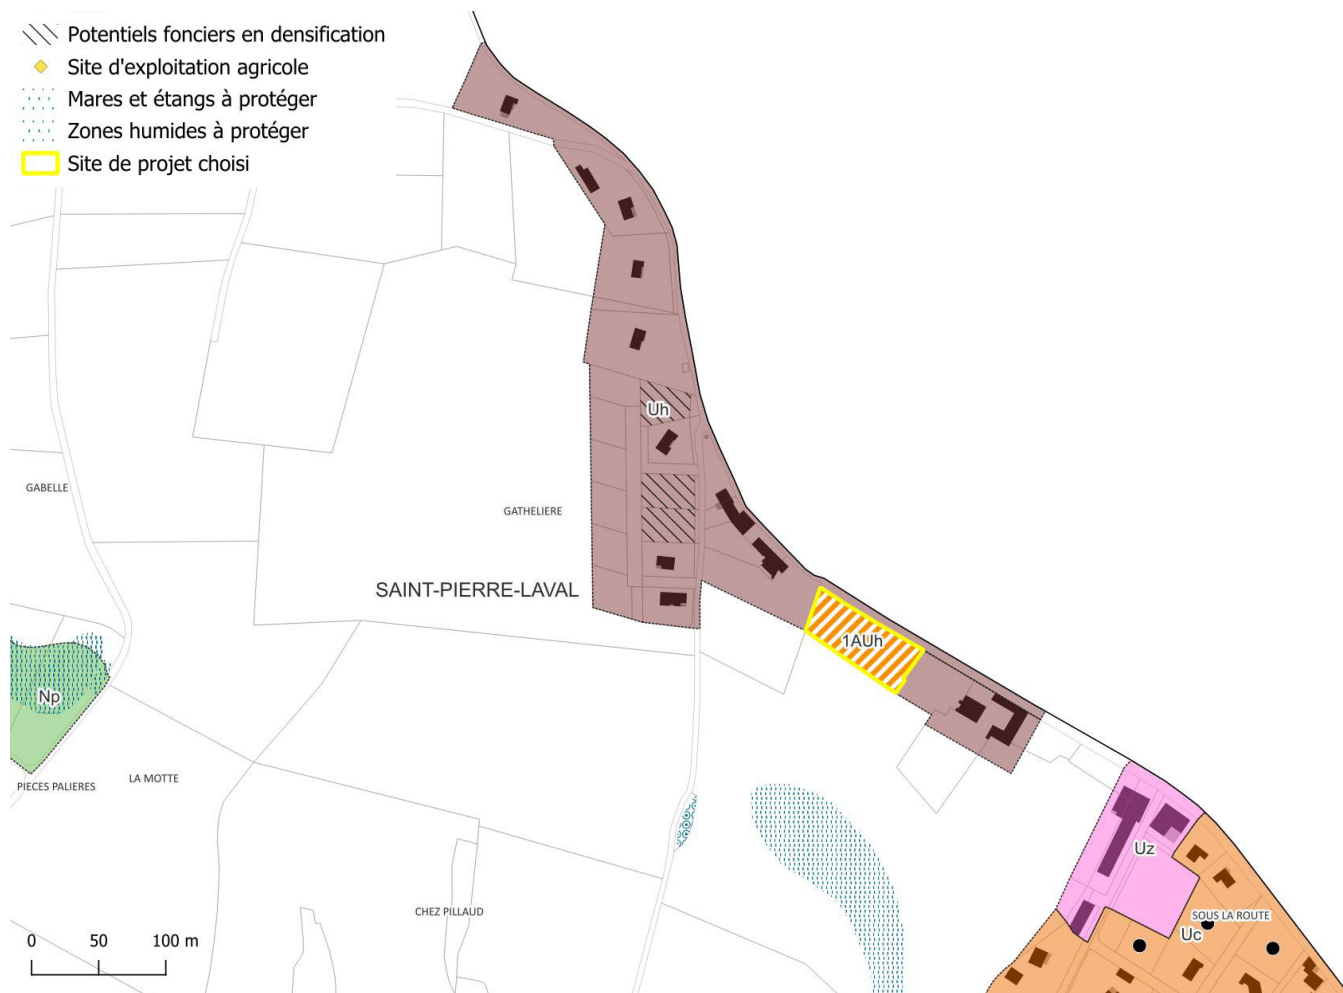 Potentiels fonciers en densification
Site d'exploitation agricole
Mares et étangs à protéger
Zones humides à protéger
Site de projet choisi
Uh
GABELLE
GATHELIERE
SAINT-PIERRE-LAVAL
1AUh
Np
PIECES PALIERES
LA MOTTE
Uz
CHEZ PILLAUD
SOUS LA ROUTE
Uc
0 50 100 m